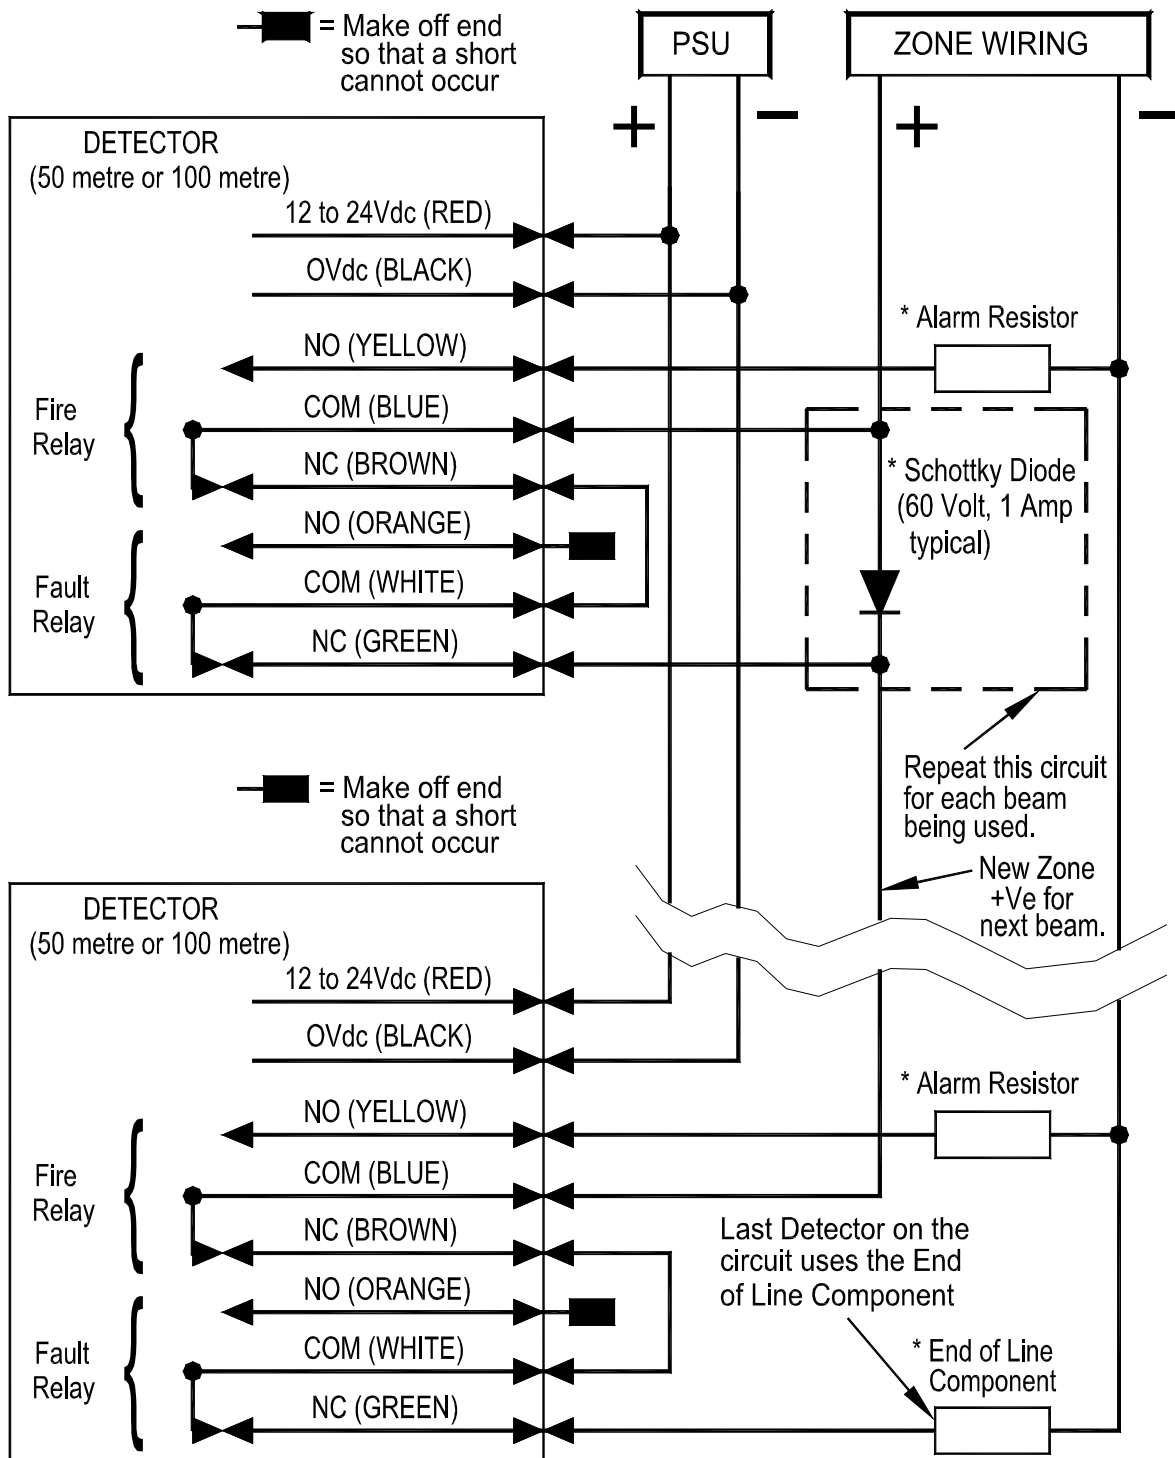 = Make off end
so that a short
cannot occur
PSU
ZONE WIRING
+
−
+
−
DETECTOR
(50 metre or 100 metre)
12 to 24Vdc (RED)
OVdc (BLACK)
NO (YELLOW)
COM (BLUE)
NC (BROWN)
NO (ORANGE)
COM (WHITE)
NC (GREEN)
Fire
Relay
Fault
Relay
* Alarm Resistor
* Schottky Diode
(60 Volt, 1 Amp
typical)
Repeat this circuit
for each beam
being used.
New Zone
+Ve for
next beam.
= Make off end
so that a short
cannot occur
DETECTOR
(50 metre or 100 metre)
12 to 24Vdc (RED)
OVdc (BLACK)
NO (YELLOW)
COM (BLUE)
NC (BROWN)
NO (ORANGE)
COM (WHITE)
NC (GREEN)
Fire
Relay
Fault
Relay
* Alarm Resistor
Last Detector on the
circuit uses the End
of Line Component
* End of Line
Component